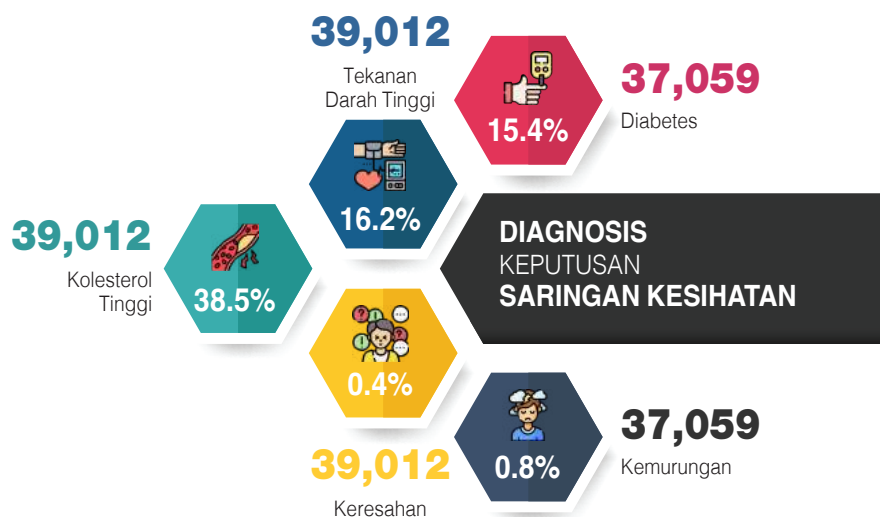 39,012
Tekanan
Darah Tinggi
16.2%
37,059
Diabetes
15.4%
39,012
Kolesterol
Tinggi
38.5%
DIAGNOSIS
KEPUTUSAN
SARINGAN KESIHATAN
0.4%
39,012
Keresahan
0.8%
37,059
Kemurungan